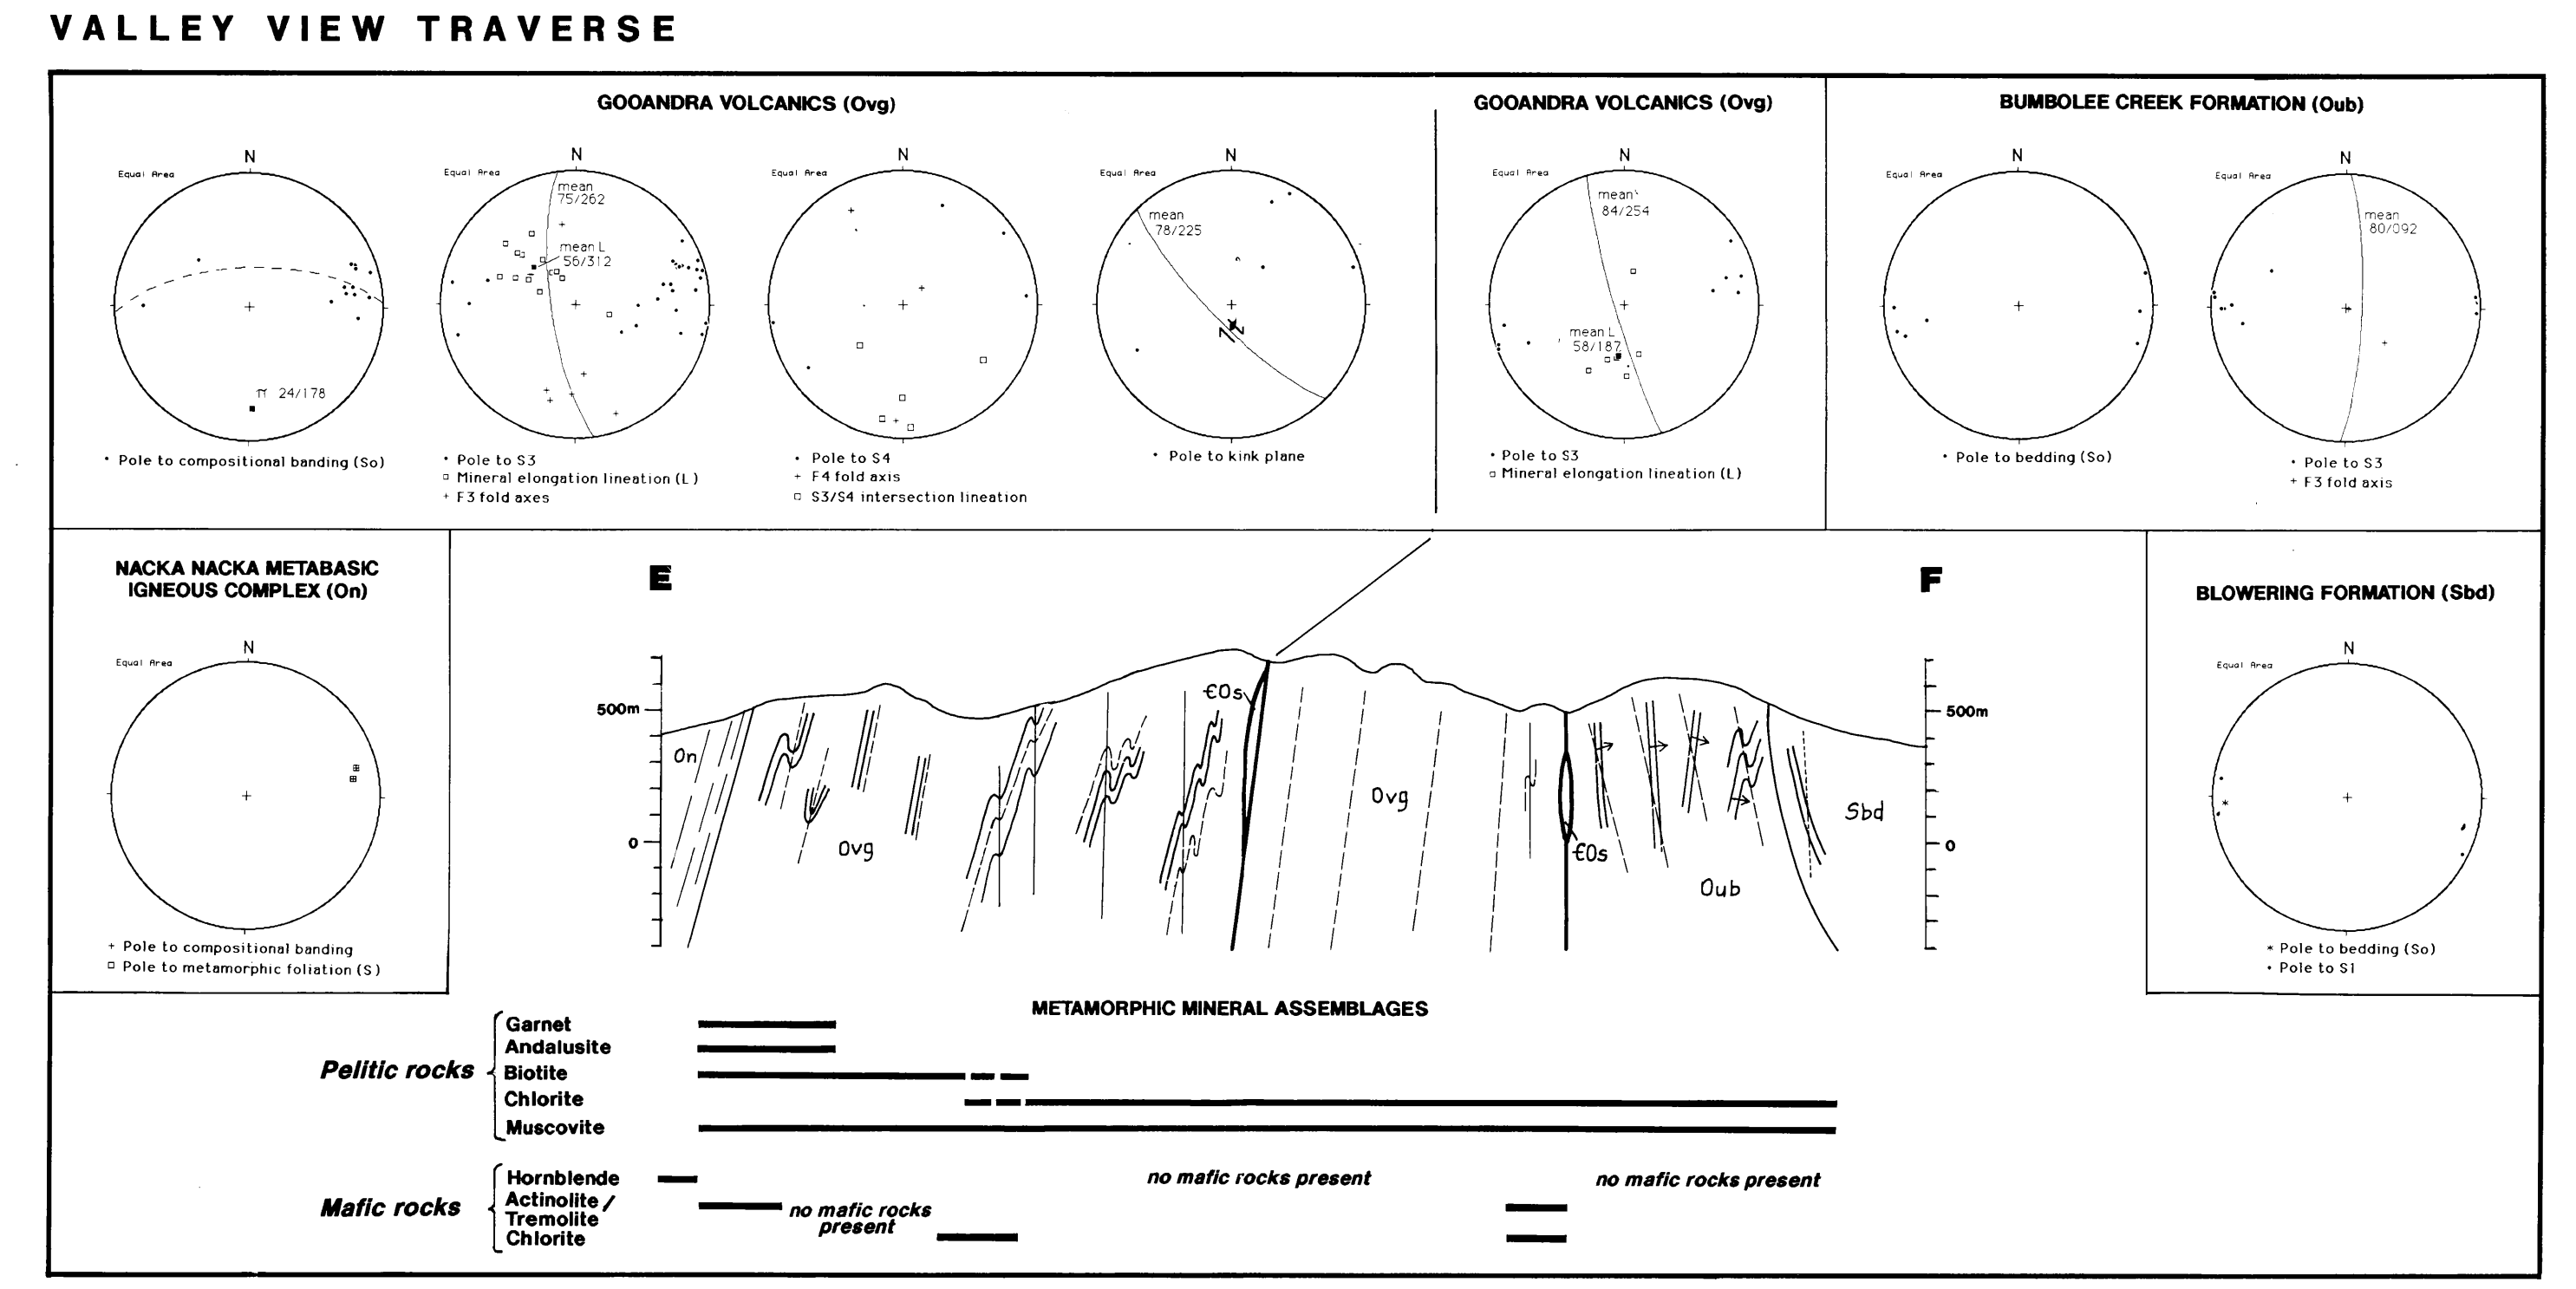 VALLEY VIEW TRAVERSE
GOOANDRA VOLCANICS (Ovg)
GOOANDRA VOLCANICS (Ovg)
BUMBOLEE CREEK FORMATION (Oub)
N
Equal Area
π 24/178
• Pole to compositional banding (So)
N
Equal Area
mean
75/262
mean L
56/312
• Pole to S3
□ Mineral elongation lineation (L)
+ F3 fold axes
N
Equal Area
• Pole to S4
+ F4 fold axis
□ S3/S4 intersection lineation
N
Equal Area
mean
78/225
• Pole to kink plane
N
Equal Area
mean
84/254
mean L
58/187
• Pole to S3
□ Mineral elongation lineation (L)
N
Equal Area
• Pole to bedding (So)
N
Equal Area
mean
80/092
• Pole to S3
+ F3 fold axis
NACKA NACKA METABASIC
IGNEOUS COMPLEX (On)
N
Equal Area
+ Pole to compositional banding
□ Pole to metamorphic foliation (S)
E
F
500m
0
On
Ovg
ЄOs
Ovg
ЄOs
Oub
Sbd
500m
0
BLOWERING FORMATION (Sbd)
N
Equal Area
* Pole to bedding (So)
• Pole to S1
METAMORPHIC MINERAL ASSEMBLAGES
Pelitic rocks
Garnet
Andalusite
Biotite
Chlorite
Muscovite
Mafic rocks
Hornblende
Actinolite /
Tremolite
Chlorite
no mafic rocks
present
no mafic rocks present
no mafic rocks present